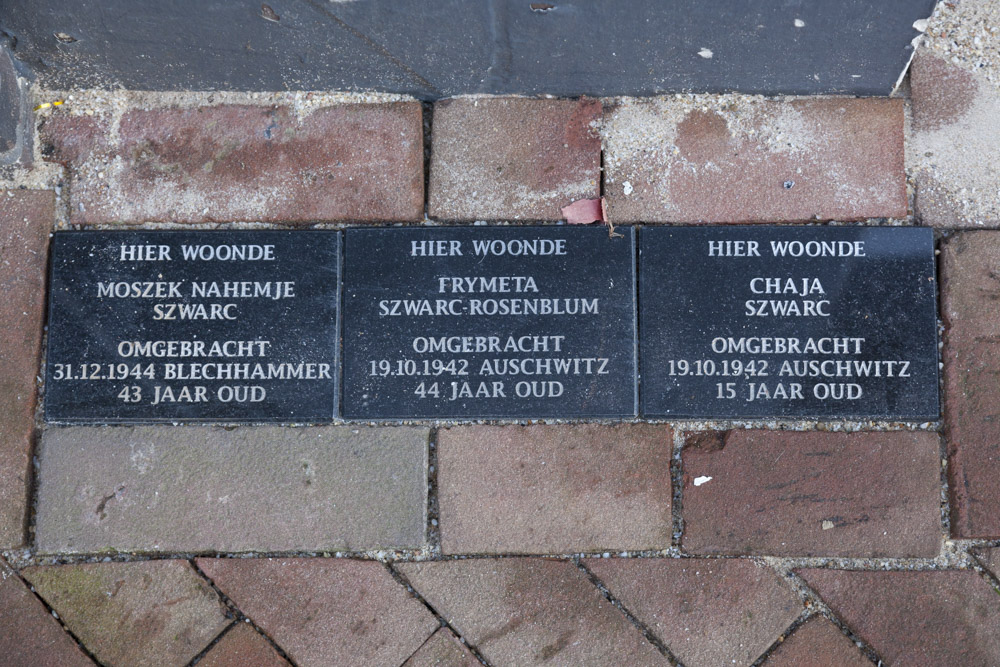 HIER WOONDE
MOSZEK NAHEMJE
SZWARC
OMGEBRACHT
31.12.1944 BLECHHAMMER
43 JAAR OUD
HIER WOONDE
FRYMETA
SZWARC-ROSENBLUM
OMGEBRACHT
19.10.1942 AUSCHWITZ
44 JAAR OUD
HIER WOONDE
CHAJA
SZWARC
OMGEBRACHT
19.10.1942 AUSCHWITZ
15 JAAR OUD